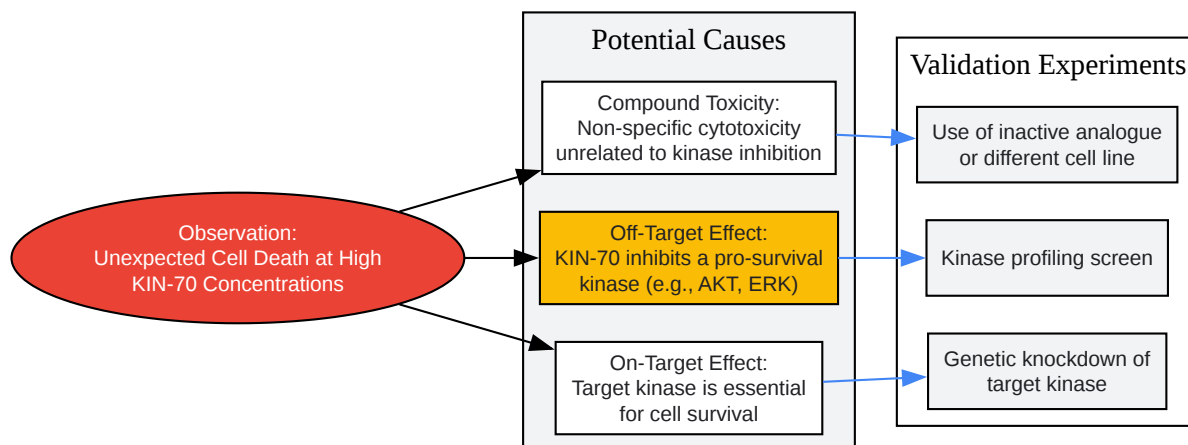 Observation:
Unexpected Cell Death at High
KIN-70 Concentrations
Potential Causes
Compound Toxicity:
Non-specific cytotoxicity
unrelated to kinase inhibition
Off-Target Effect:
KIN-70 inhibits a pro-survival
kinase (e.g., AKT, ERK)
On-Target Effect:
Target kinase is essential
for cell survival
Validation Experiments
Use of inactive analogue
or different cell line
Kinase profiling screen
Genetic knockdown of
target kinase